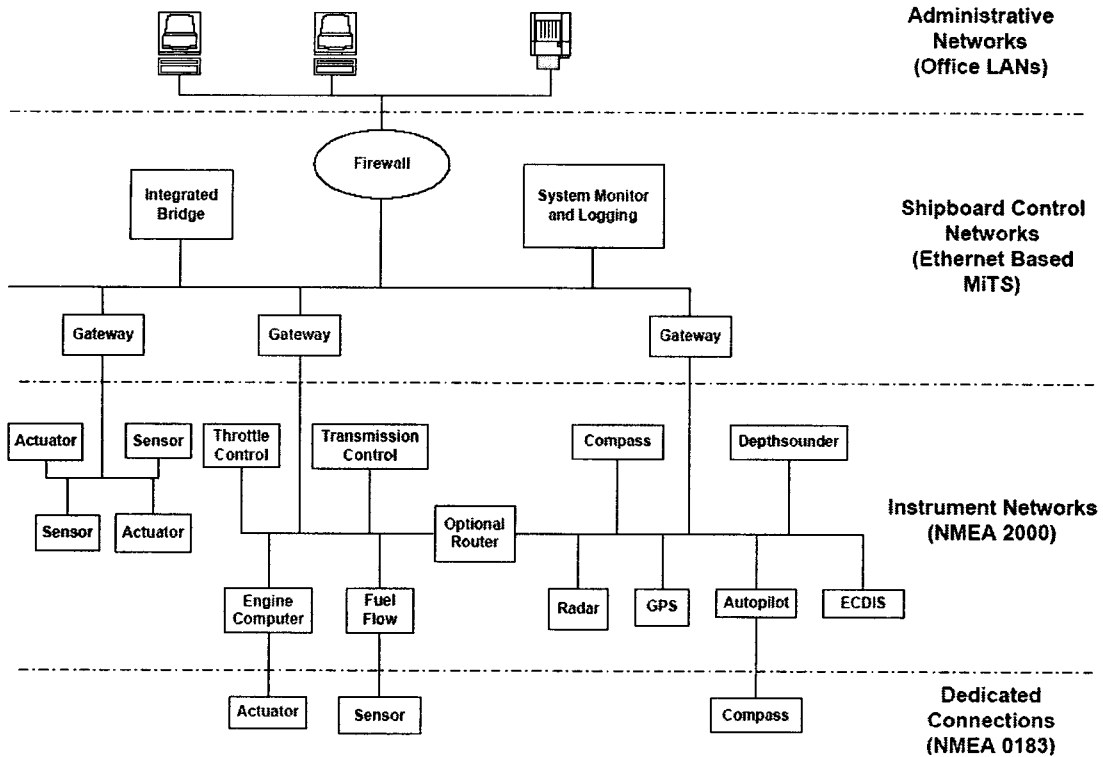 Administrative
Networks
(Office LANs)
Firewall
Integrated
Bridge
System Monitor
and Logging
Shipboard Control
Networks
(Ethernet Based
MiTS)
Gateway
Gateway
Gateway
Actuator
Sensor
Throttle
Control
Transmission
Control
Compass
Depthsounder
Sensor
Actuator
Optional
Router
Instrument Networks
(NMEA 2000)
Engine
Computer
Fuel
Flow
Radar
GPS
Autopilot
ECDIS
Actuator
Sensor
Compass
Dedicated
Connections
(NMEA 0183)